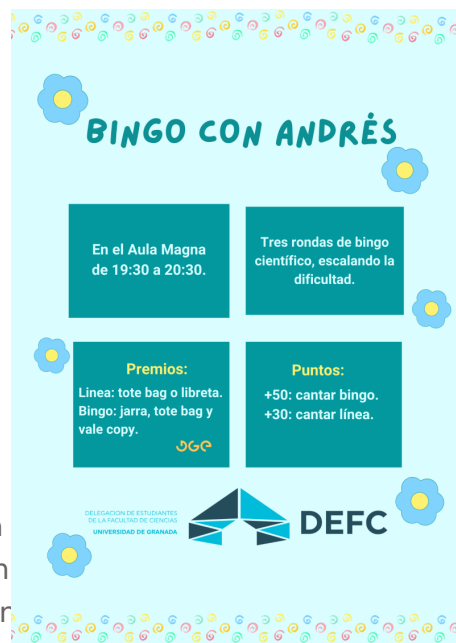 BINGO CON ANDRÉS
En el Aula Magna
de 19:30 a 20:30.
Tres rondas de bingo
científico, escalando la
dificultad.
Premios:
Linea: tote bag o libreta.
Bingo: jarra, tote bag y
vale copy.
Puntos:
+50: cantar bingo.
+30: cantar línea.
DELEGACION DE ESTUDIANTES
DE LA FACULTAD DE CIENCIAS
UNIVERSIDAD DE GRANADA
DEFC